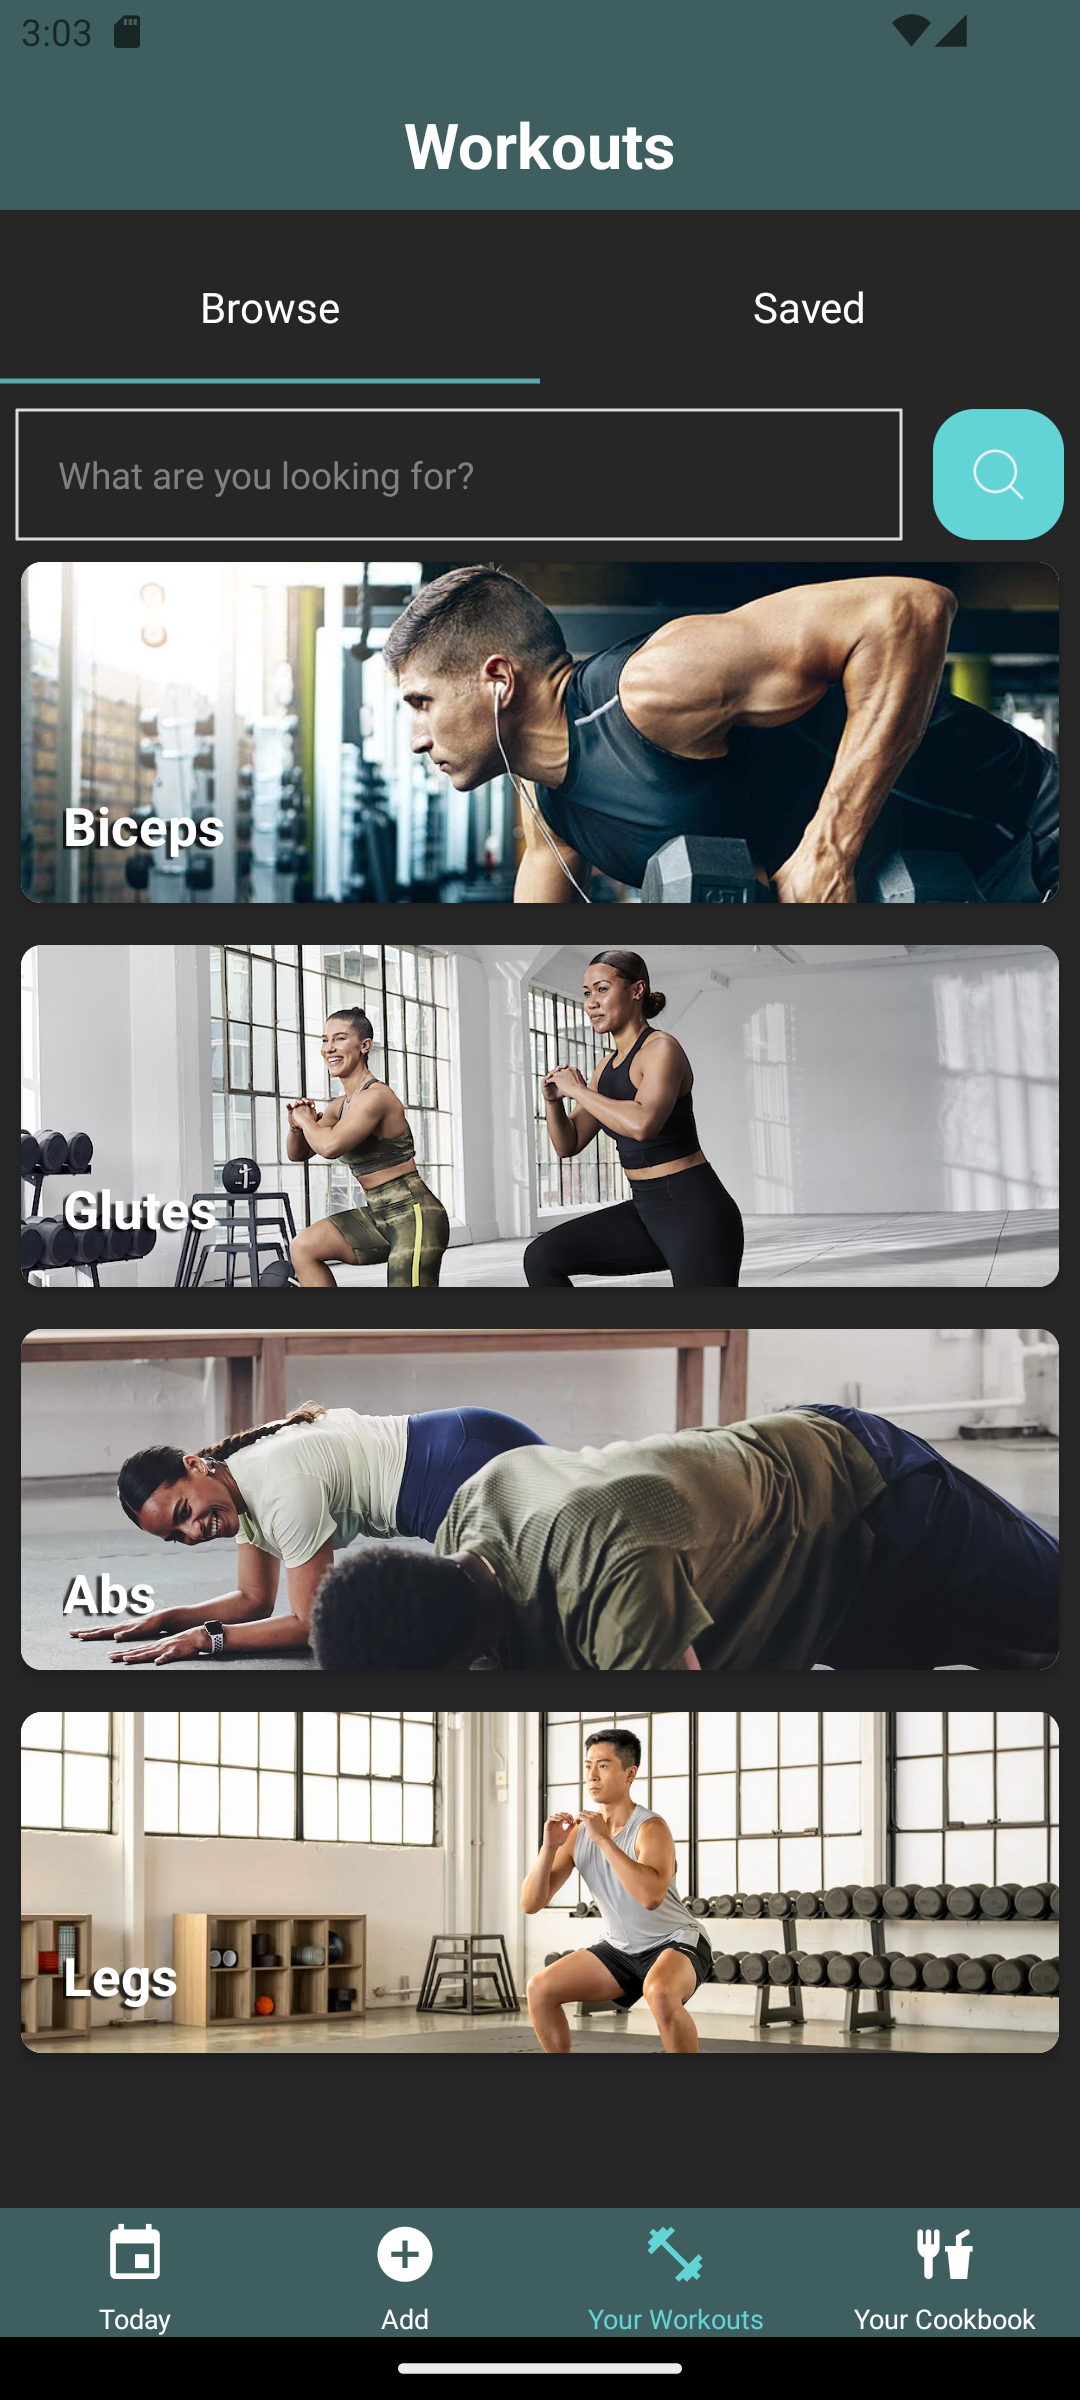 3:03
Workouts
Browse
Saved
What are you looking for?
Biceps
Glutes
Abs
Legs
Today
Add
Your Workouts
Your Cookbook